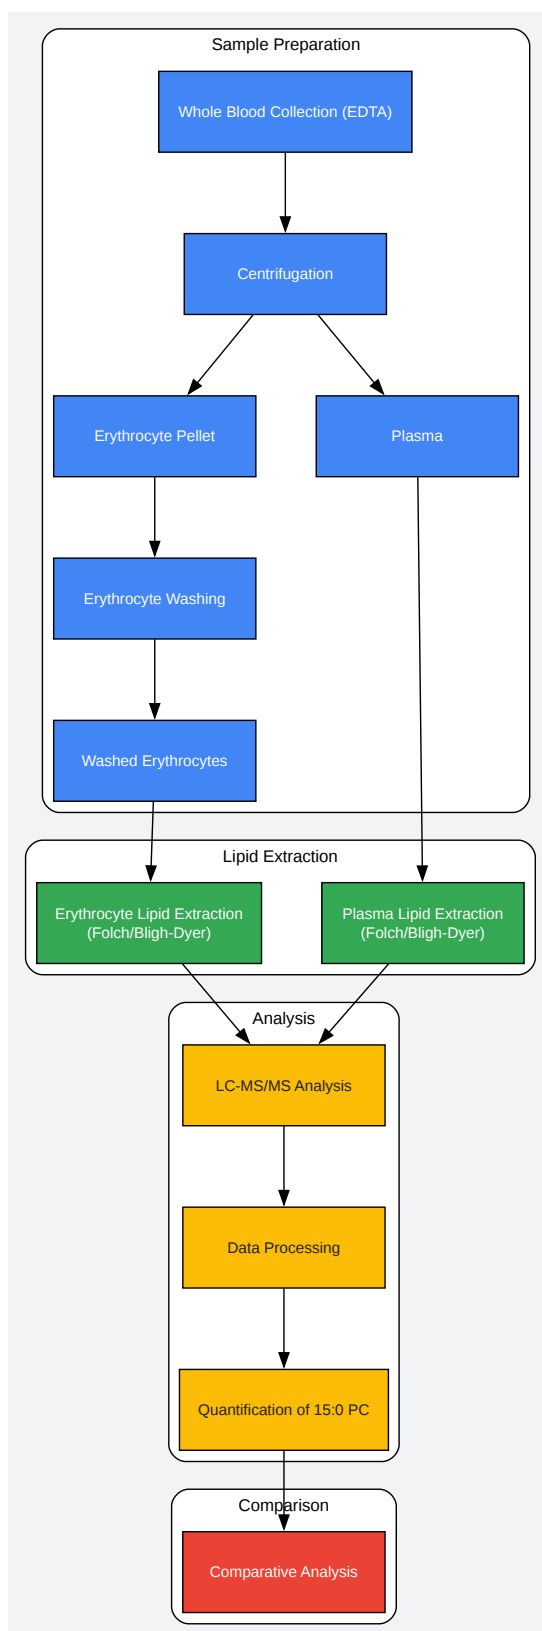 Sample Preparation
Whole Blood Collection (EDTA)
Centrifugation
Erythrocyte Pellet
Plasma
Erythrocyte Washing
Washed Erythrocytes
Lipid Extraction
Erythrocyte Lipid Extraction
(Folch/Bligh-Dyer)
Plasma Lipid Extraction
(Folch/Bligh-Dyer)
Analysis
LC-MS/MS Analysis
Data Processing
Quantification of 15:0 PC
Comparison
Comparative Analysis